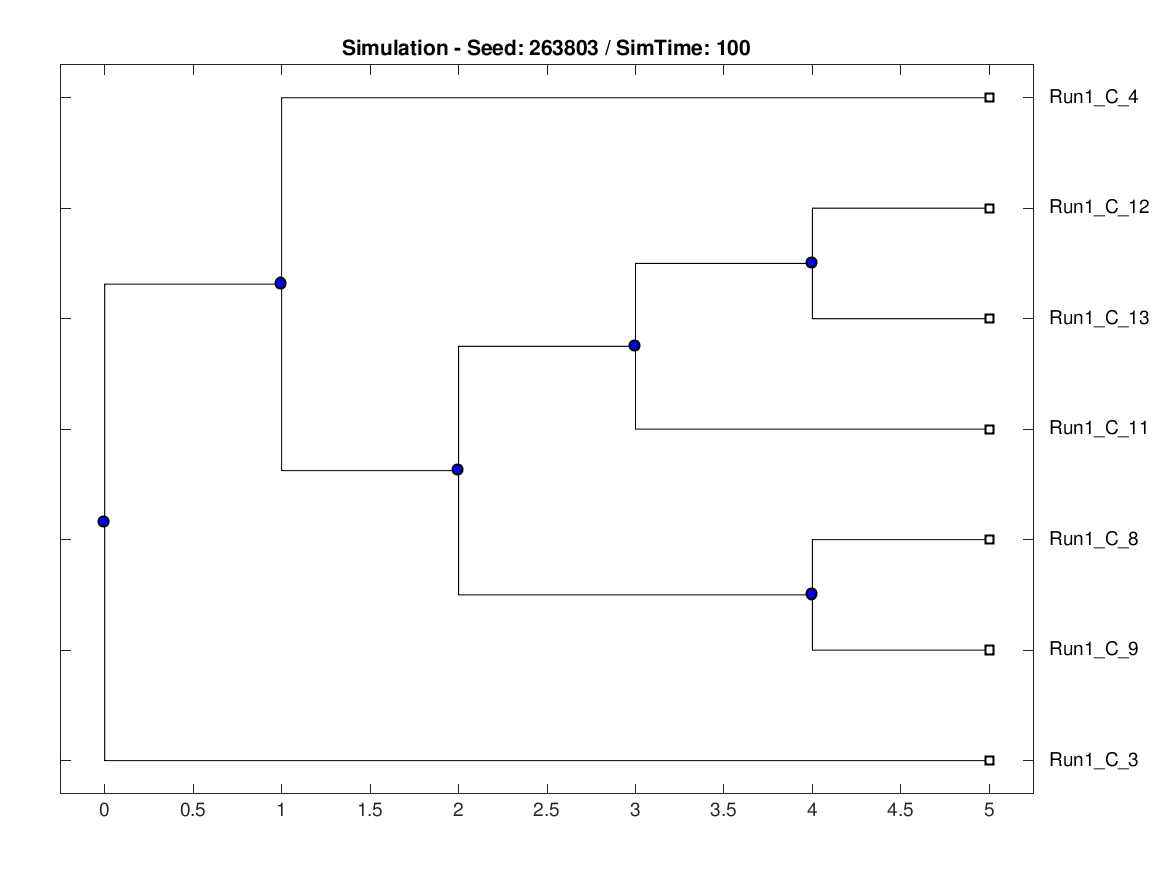 Simulation - Seed: 263803 / SimTime: 100
Run1_C_4
Run1_C_12
Run1_C_13
Run1_C_11
Run1_C_8
Run1_C_9
Run1_C_3
0 0.5 1 1.5 2 2.5 3 3.5 4 4.5 5